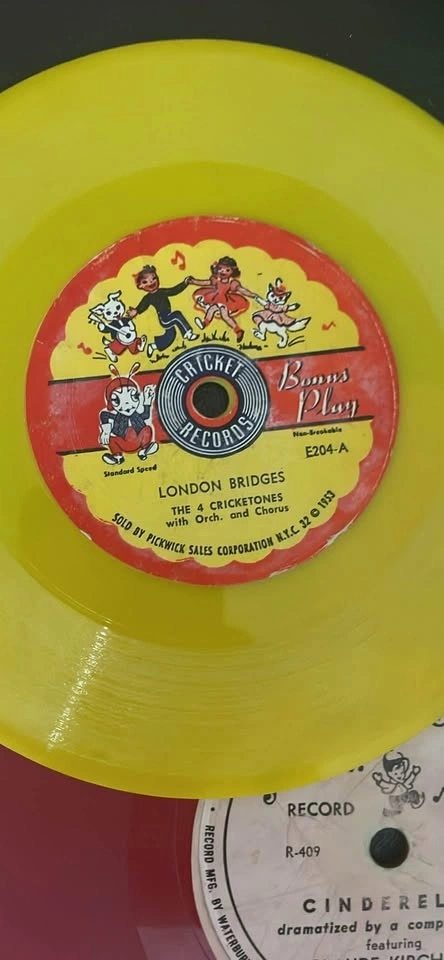 CRICKET
RECORDS
Bonus
Play
Non-Breakable
Standard Speed
E204-A
LONDON BRIDGES
THE 4 CRICKETONES
with Orch. and Chorus
SOLD BY PICKWICK SALES CORPORATION N.Y.C. 32 © 1953
RECORD
R-409
RECORD MFG. BY
CINDEREL
dramatized by a comp
featuring